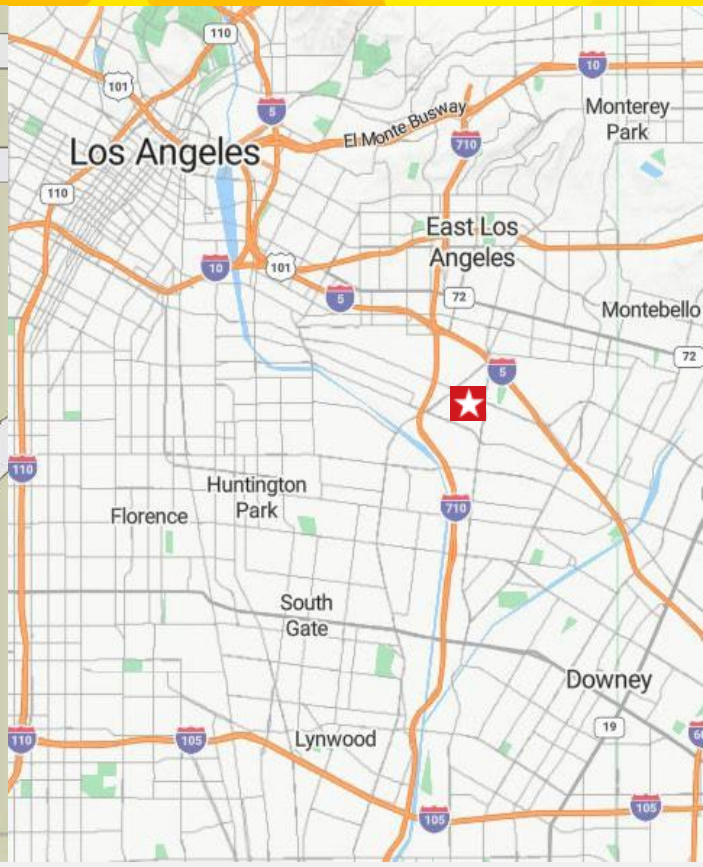 110
10
101
5
Monterey
Park
El Monte Busway
710
Los Angeles
110
East Los
Angeles
10
101
5
72
Montebello
72
5
110
Huntington
Park
710
Florence
South
Gate
Downey
19
Lynwood
110
105
105
105